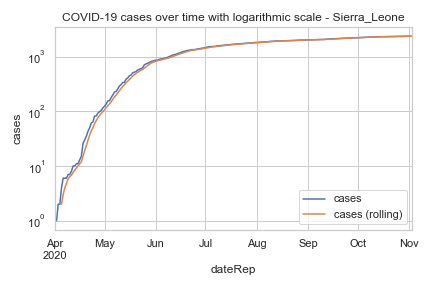 COVID-19 cases over time with logarithmic scale - Sierra_Leone
cases
10³
10²
10¹
10⁰
cases
cases (rolling)
Apr May Jun Jul Aug Sep Oct Nov
2020
dateRep